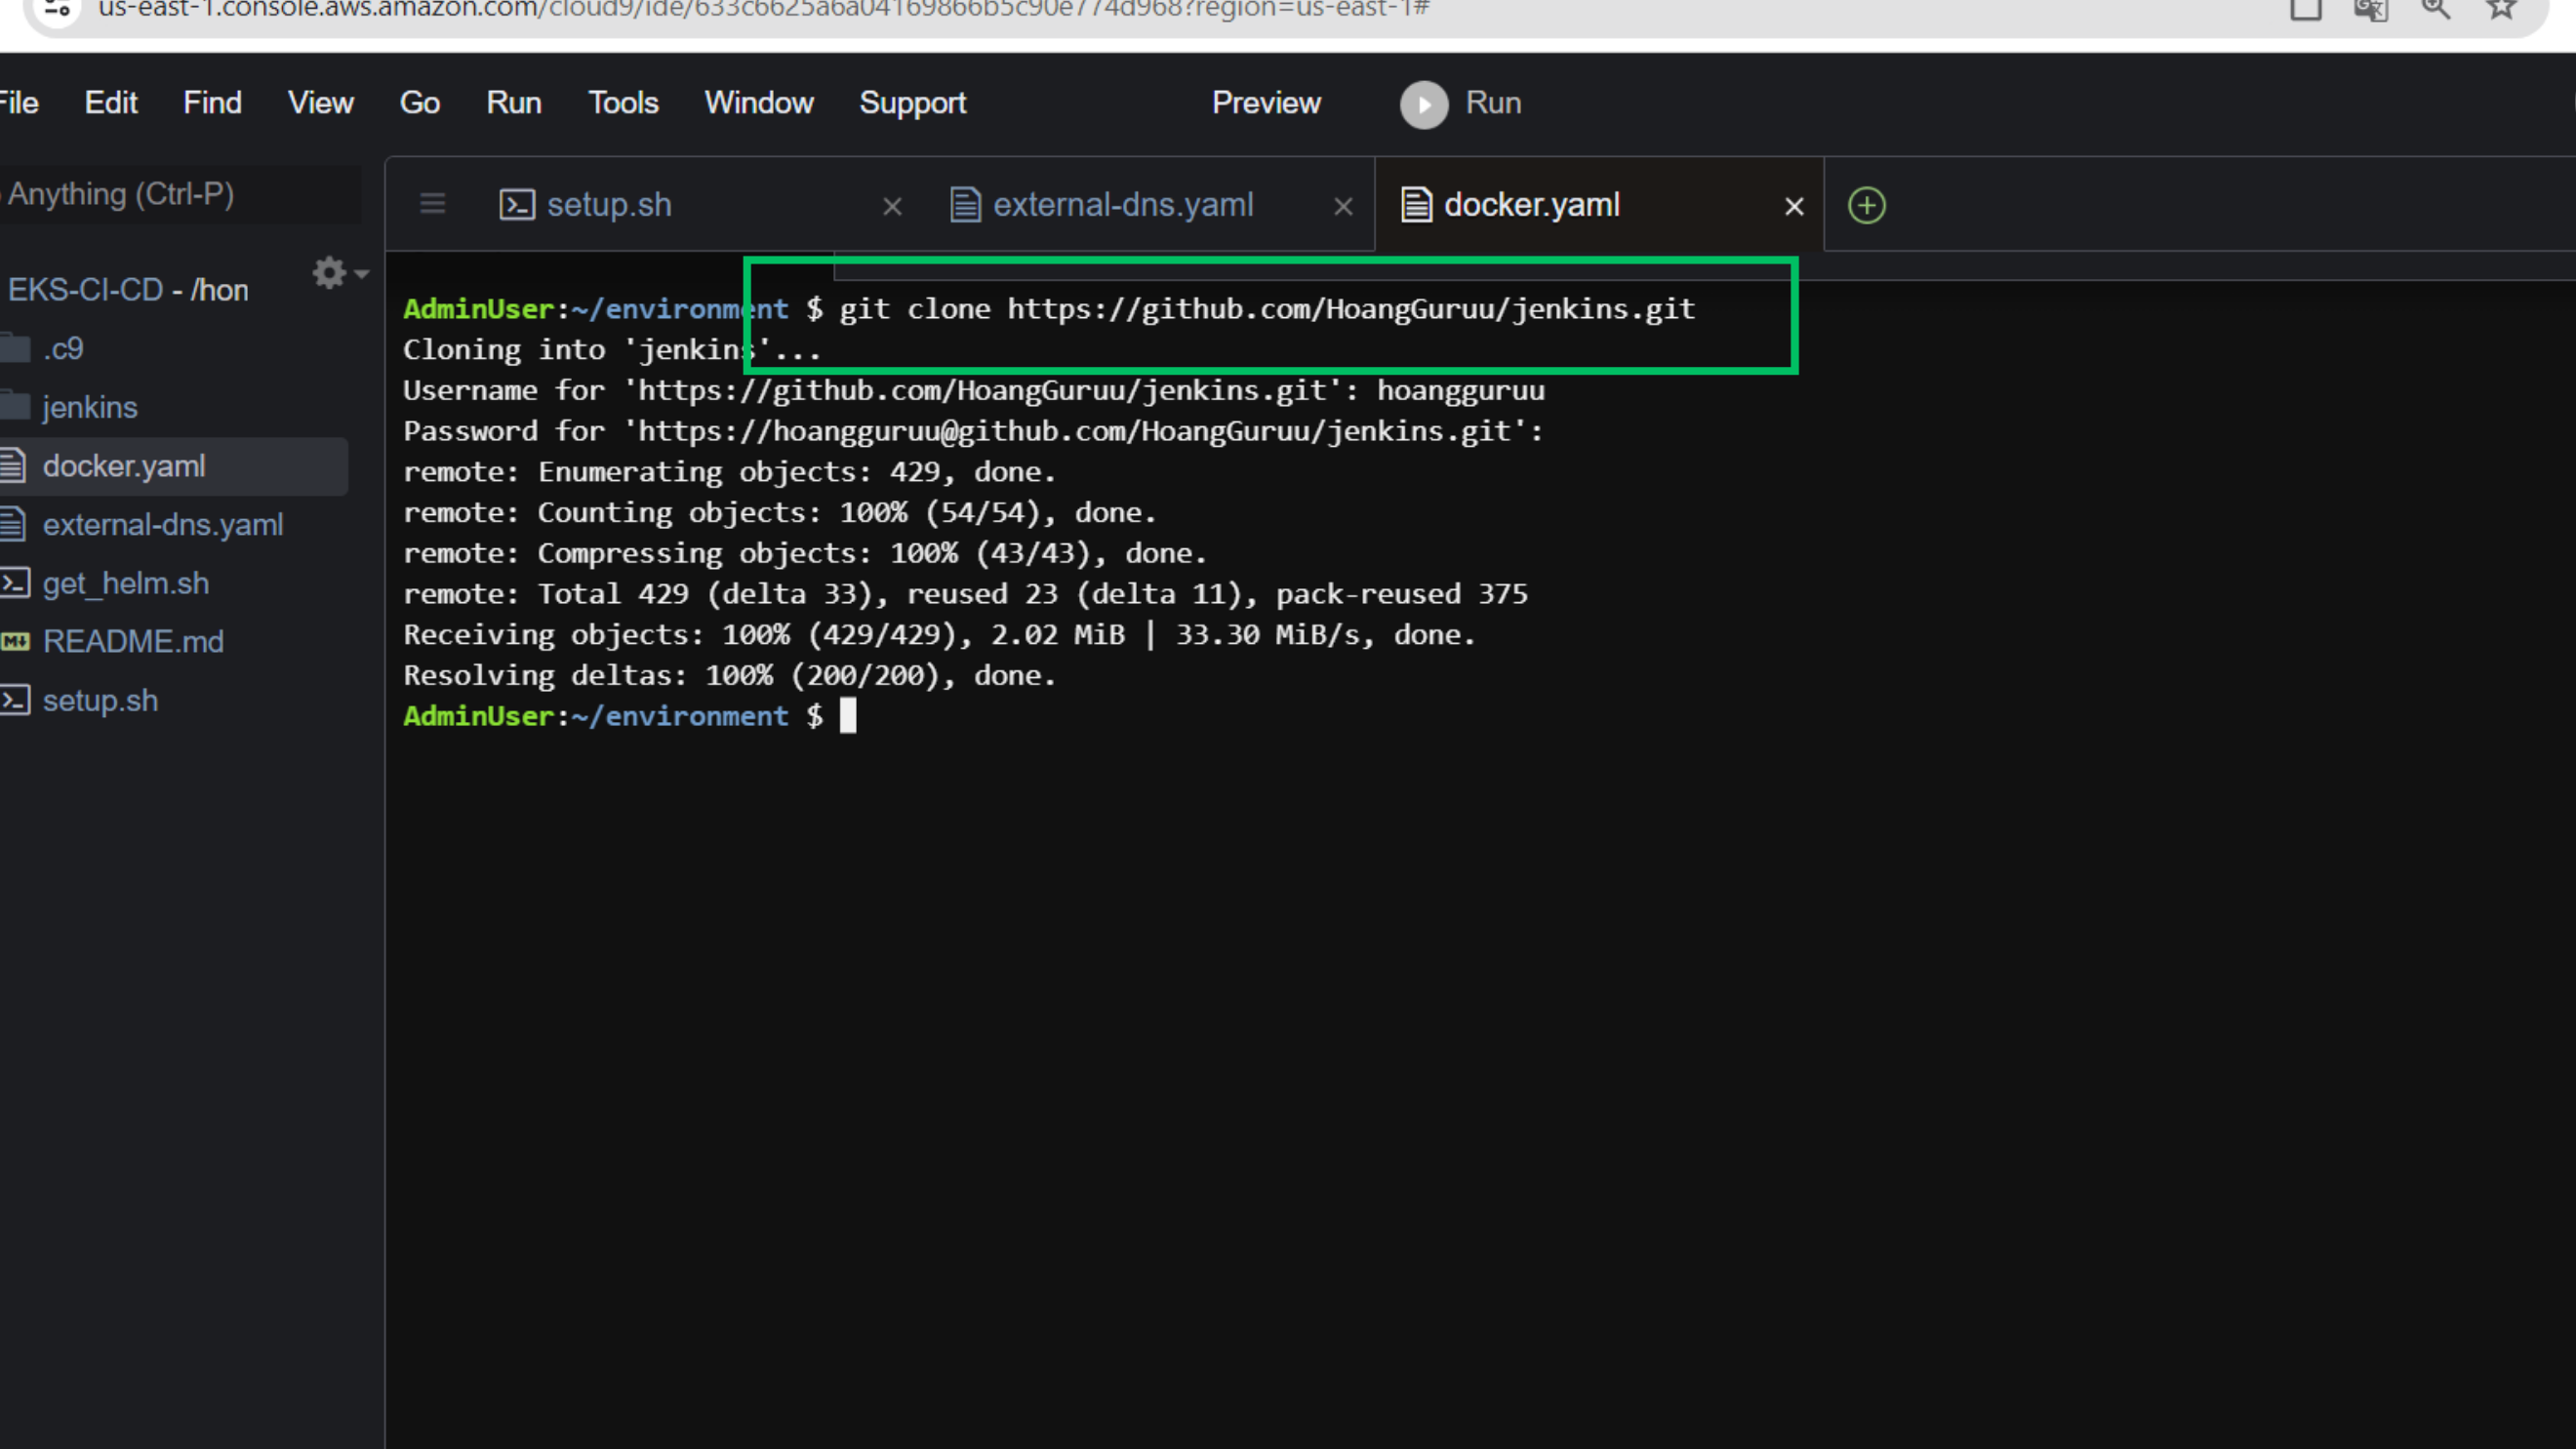 us-east-1.console.aws.amazon.com/cloud9/ide/633c6625a6a04169866b5c90e774d968?region=us-east-1#
File Edit Find View Go Run Tools Window Support Preview Run
Anything (Ctrl-P)
setup.sh external-dns.yaml docker.yaml
EKS-CI-CD - /hon
.c9
jenkins
docker.yaml
external-dns.yaml
get_helm.sh
README.md
setup.sh
AdminUser:~/environment $ git clone https://github.com/HoangGuruu/jenkins.git
Cloning into 'jenkins'...
Username for 'https://github.com/HoangGuruu/jenkins.git': hoangguruu
Password for 'https://hoangguruu@github.com/HoangGuruu/jenkins.git':
remote: Enumerating objects: 429, done.
remote: Counting objects: 100% (54/54), done.
remote: Compressing objects: 100% (43/43), done.
remote: Total 429 (delta 33), reused 23 (delta 11), pack-reused 375
Receiving objects: 100% (429/429), 2.02 MiB | 33.30 MiB/s, done.
Resolving deltas: 100% (200/200), done.
AdminUser:~/environment $